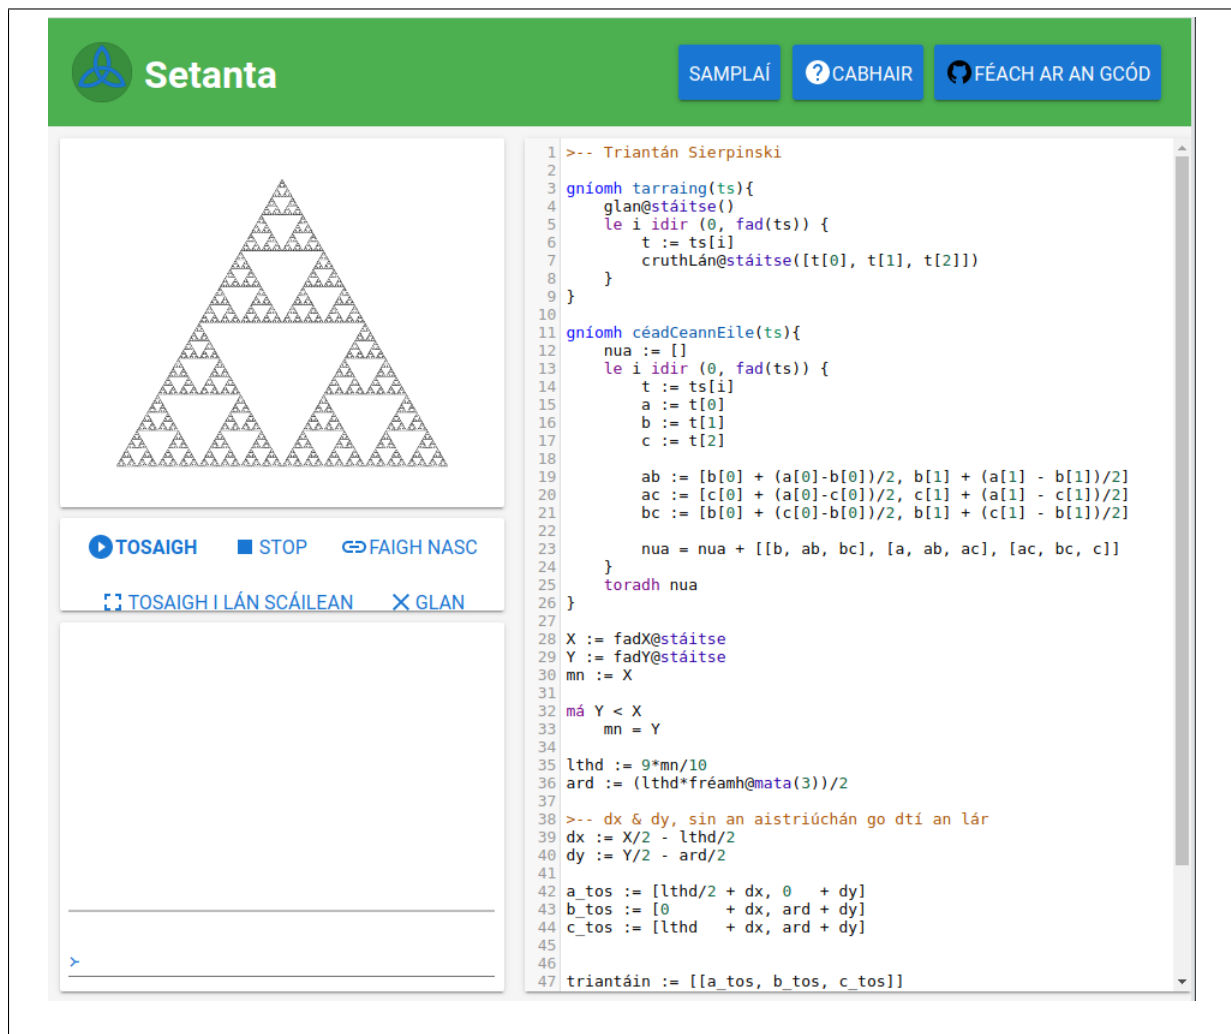 Setanta
SAMPLAÍ
CABHAIR
FÉACH AR AN GCÓD
TOSAIGH
STOP
FAIGH NASC
TOSAIGH I LÁN SCÁILEAN
GLAN
1 >-- Triantán Sierpinski
2
3 gníomh tarraing(ts){
4     glan@stáitse()
5     le i idir (0, fad(ts)) {
6         t := ts[i]
7         cruthLán@stáitse([t[0], t[1], t[2]])
8     }
9 }
10
11 gníomh céadCeannEile(ts){
12     nua := []
13     le i idir (0, fad(ts)) {
14         t := ts[i]
15         a := t[0]
16         b := t[1]
17         c := t[2]
18
19         ab := [b[0] + (a[0]-b[0])/2, b[1] + (a[1] - b[1])/2]
20         ac := [c[0] + (a[0]-c[0])/2, c[1] + (a[1] - c[1])/2]
21         bc := [b[0] + (c[0]-b[0])/2, b[1] + (c[1] - b[1])/2]
22
23         nua = nua + [[b, ab, bc], [a, ab, ac], [ac, bc, c]]
24     }
25     toradh nua
26 }
27
28 X := fadX@stáitse
29 Y := fadY@stáitse
30 mn := X
31
32 má Y < X
33     mn = Y
34
35 lthd := 9*mn/10
36 ard := (lthd*fréamh@mata(3))/2
37
38 >-- dx & dy, sin an aistriúchán go dtí an lár
39 dx := X/2 - lthd/2
40 dy := Y/2 - ard/2
41
42 a_tos := [lthd/2 + dx, 0   + dy]
43 b_tos := [0      + dx, ard + dy]
44 c_tos := [lthd   + dx, ard + dy]
45
46
47 triantáin := [[a_tos, b_tos, c_tos]]